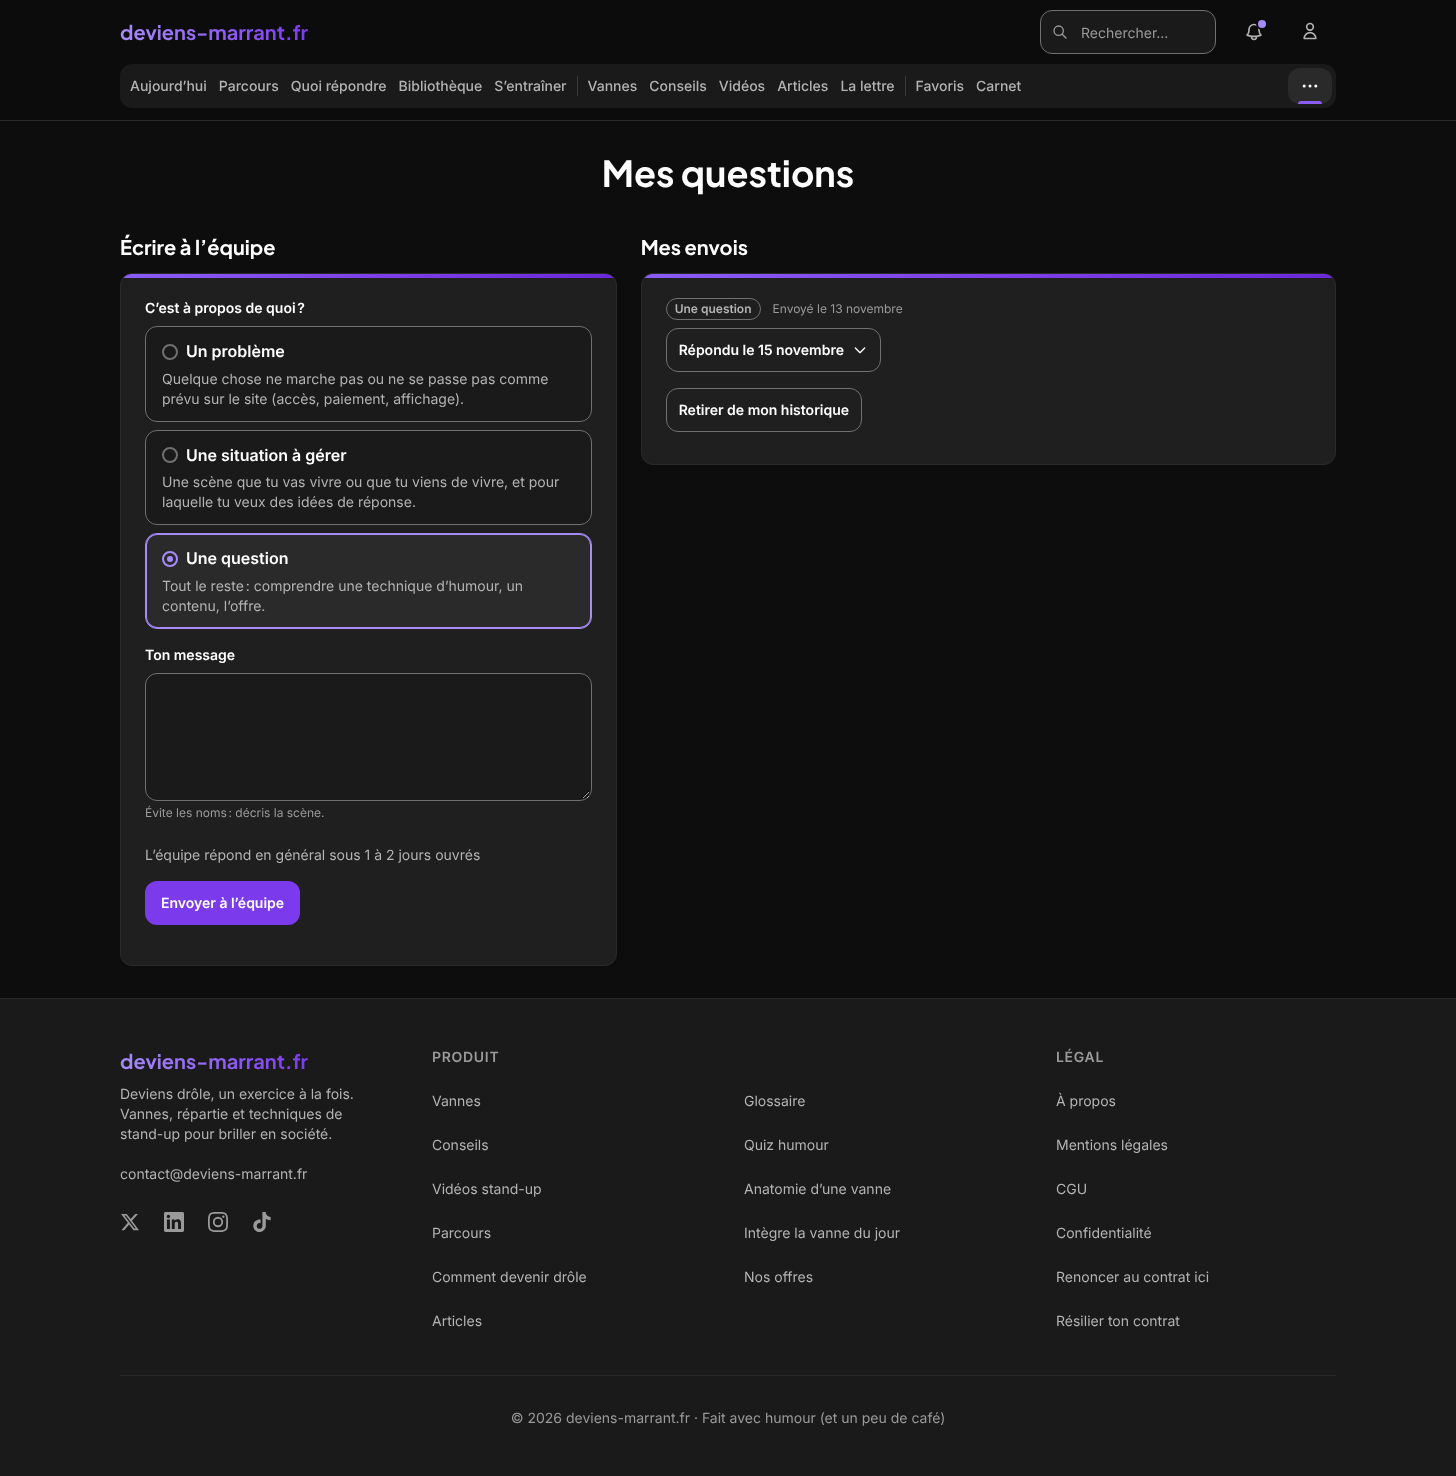 deviens-marrant.fr
Rechercher...
Aujourd’hui Parcours Quoi répondre Bibliothèque S’entraîner Vannes Conseils Vidéos Articles La lettre Favoris Carnet
Mes questions
Écrire à l’équipe
C’est à propos de quoi ?
Un problème
Quelque chose ne marche pas ou ne se passe pas comme
prévu sur le site (accès, paiement, affichage).
Une situation à gérer
Une scène que tu vas vivre ou que tu viens de vivre, et pour
laquelle tu veux des idées de réponse.
Une question
Tout le reste : comprendre une technique d’humour, un
contenu, l’offre.
Ton message
Évite les noms : décris la scène.
L’équipe répond en général sous 1 à 2 jours ouvrés
Envoyer à l’équipe
Mes envois
Une question Envoyé le 13 novembre
Répondu le 15 novembre
Retirer de mon historique
deviens-marrant.fr
Deviens drôle, un exercice à la fois.
Vannes, répartie et techniques de
stand-up pour briller en société.
contact@deviens-marrant.fr
PRODUIT
Vannes
Conseils
Vidéos stand-up
Parcours
Comment devenir drôle
Articles
Glossaire
Quiz humour
Anatomie d’une vanne
Intègre la vanne du jour
Nos offres
LÉGAL
À propos
Mentions légales
CGU
Confidentialité
Renoncer au contrat ici
Résilier ton contrat
© 2026 deviens-marrant.fr · Fait avec humour (et un peu de café)